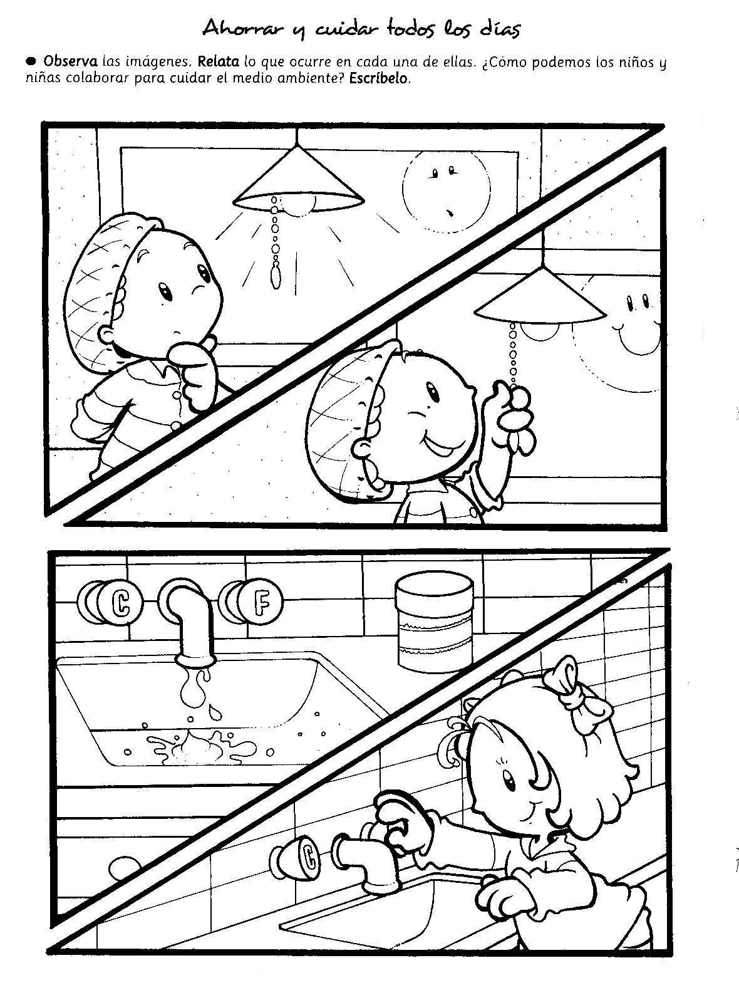 Ahorrar y cuidar todos los días
● Observa las imágenes. Relata lo que ocurre en cada una de ellas. ¿Cómo podemos los niños y
niñas colaborar para cuidar el medio ambiente? Escríbelo.
C
F
C